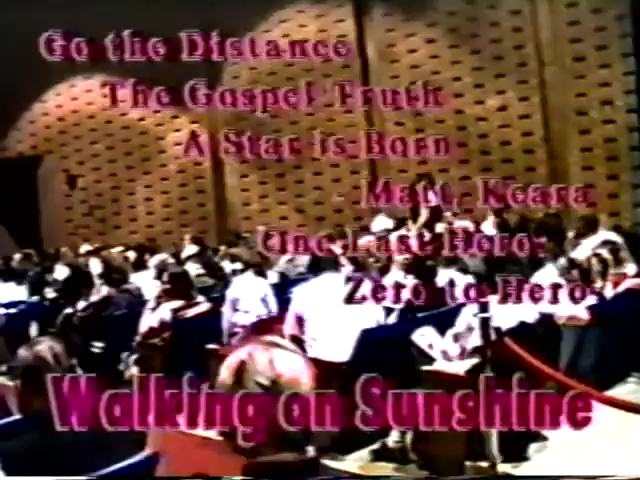 Go the Distance
The Gospel Truth
A Star is Born
- Matt, Keara
One Last Hero
Zero to Hero
Walking on Sunshine